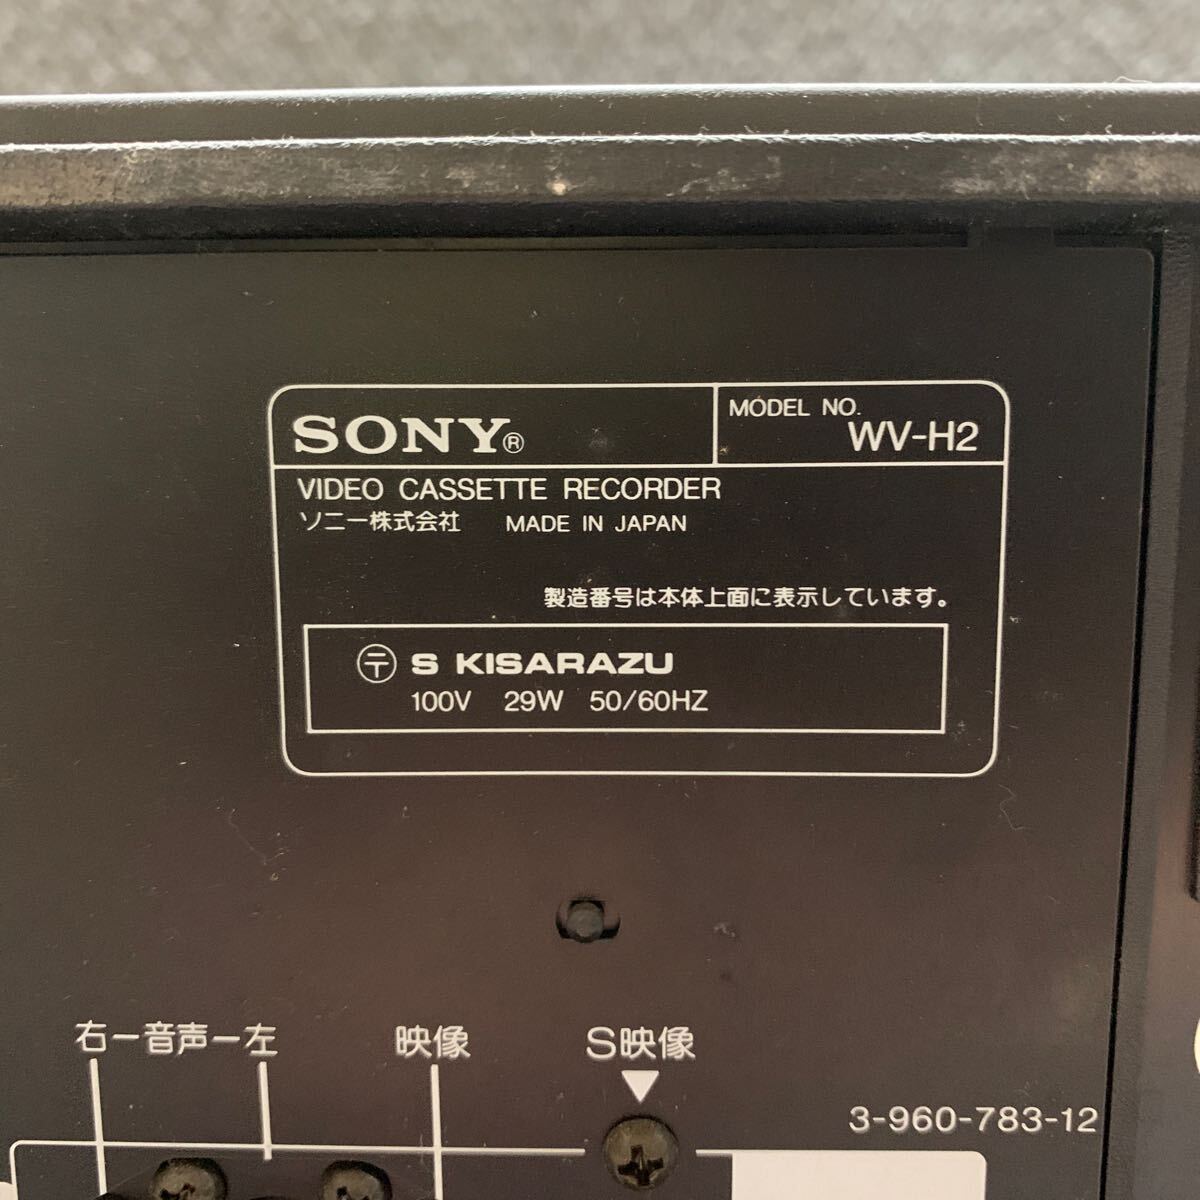 SONY®
MODEL NO.
WV-H2
VIDEO CASSETTE RECORDER
ソニー株式会社 MADE IN JAPAN
製造番号は本体上面に表示しています。
〒 S KISARAZU
100V 29W 50/60HZ
右ー音声ー左 映像 S映像
3-960-783-12